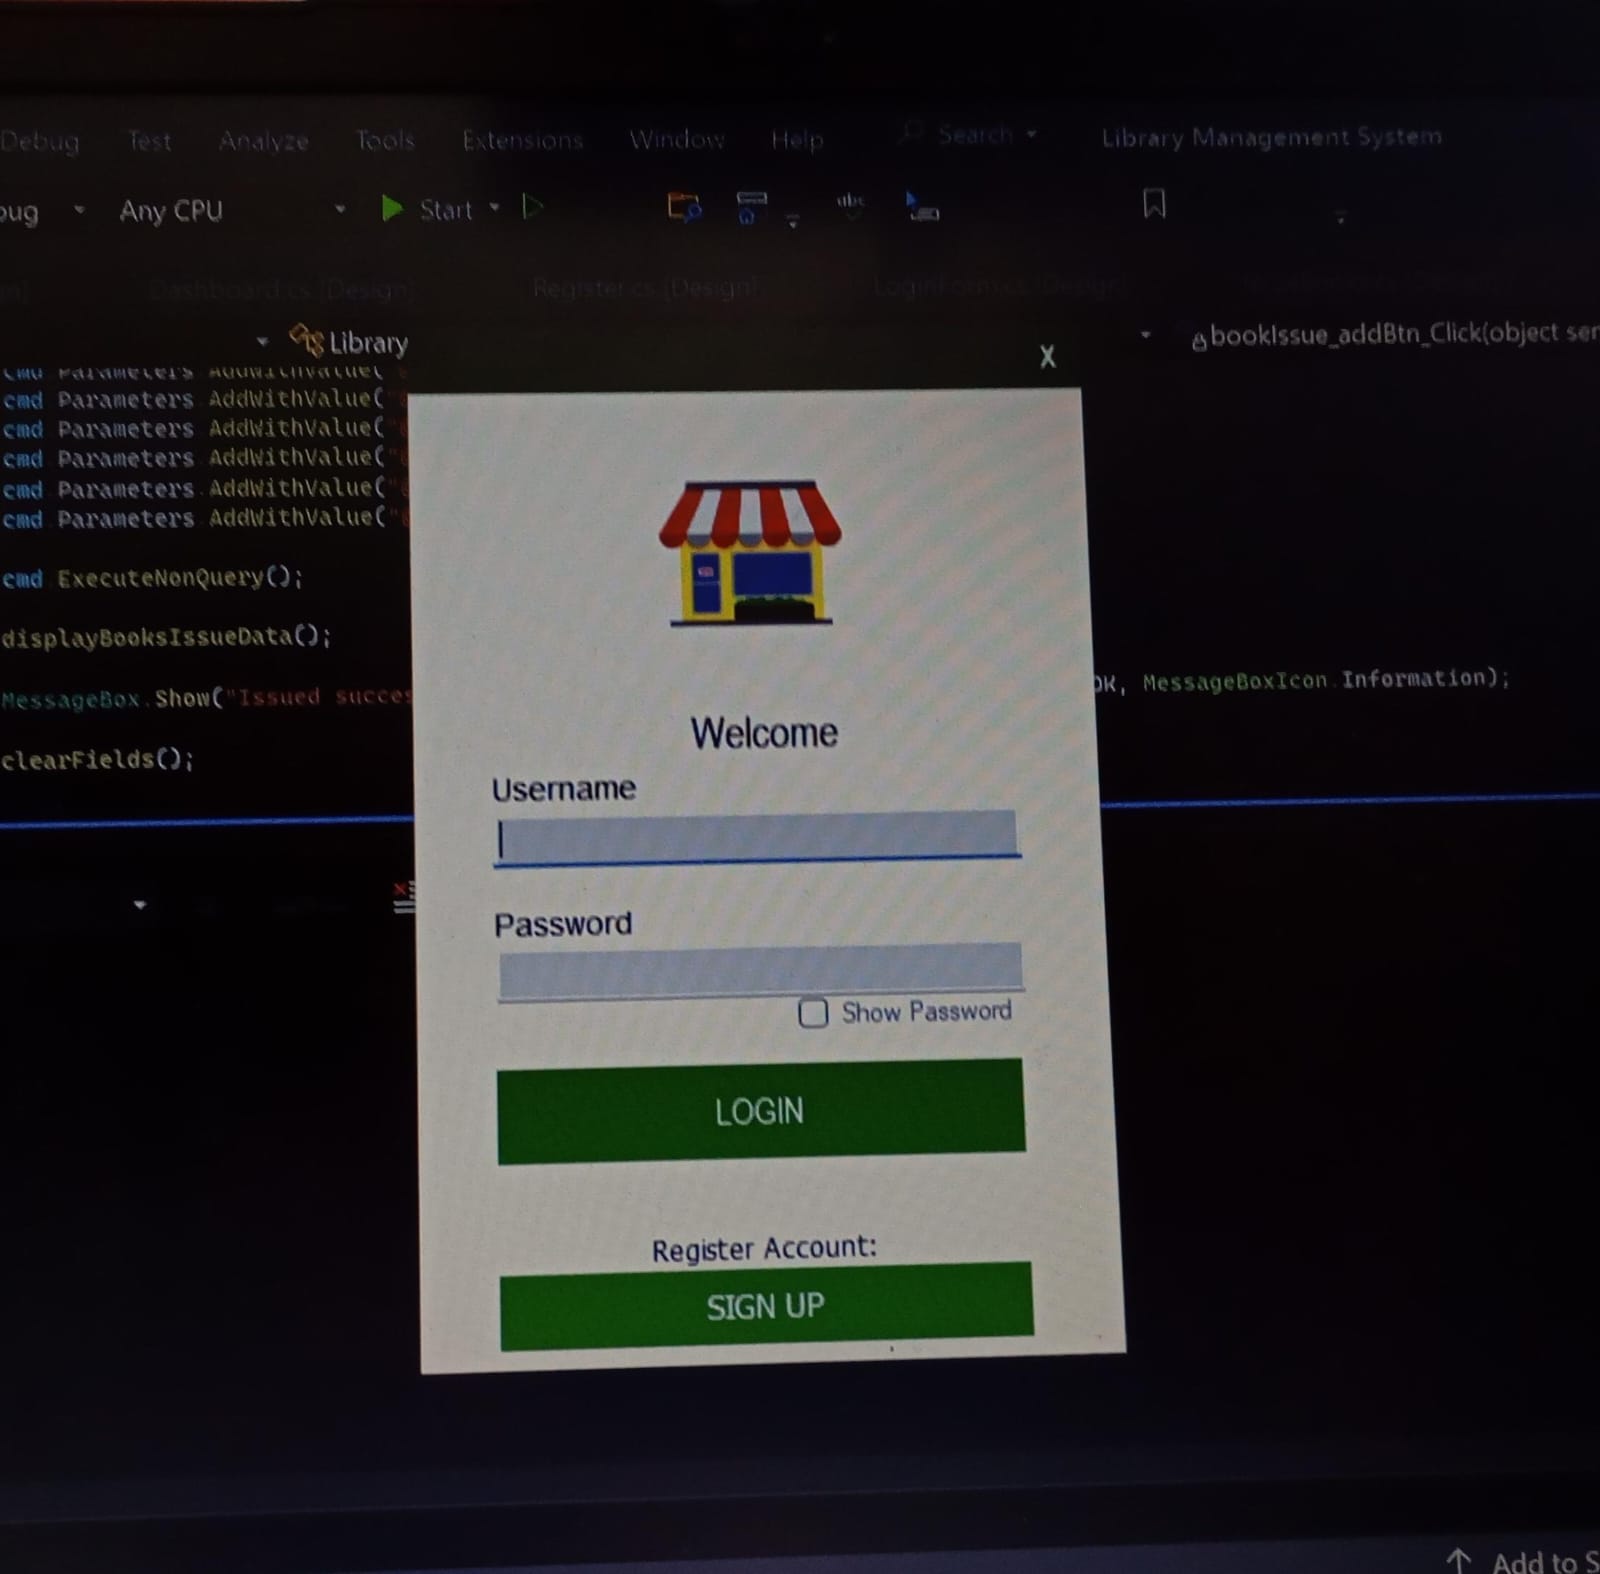 Debug Test Analyze Tools Extensions Window Help Search Library Management System
bug Any CPU Start
Dashboard.cs [Design] Register.cs [Design] LoginForm.cs [Design]
Library bookIssue_addBtn_Click(object ser
X
cmd Parameters AddWithValue(
cmd Parameters AddWithValue("
cmd Parameters AddWithValue("
cmd Parameters AddWithValue("
cmd Parameters.AddWithValue("
cmd Parameters AddWithValue("
cmd ExecuteNonQuery();
displayBooksIssueData();
MessageBox.Show("Issued succes OK, MessageBoxIcon.Information);
clearFields();
Welcome
Username
Password
Show Password
LOGIN
Register Account:
SIGN UP
Add to S